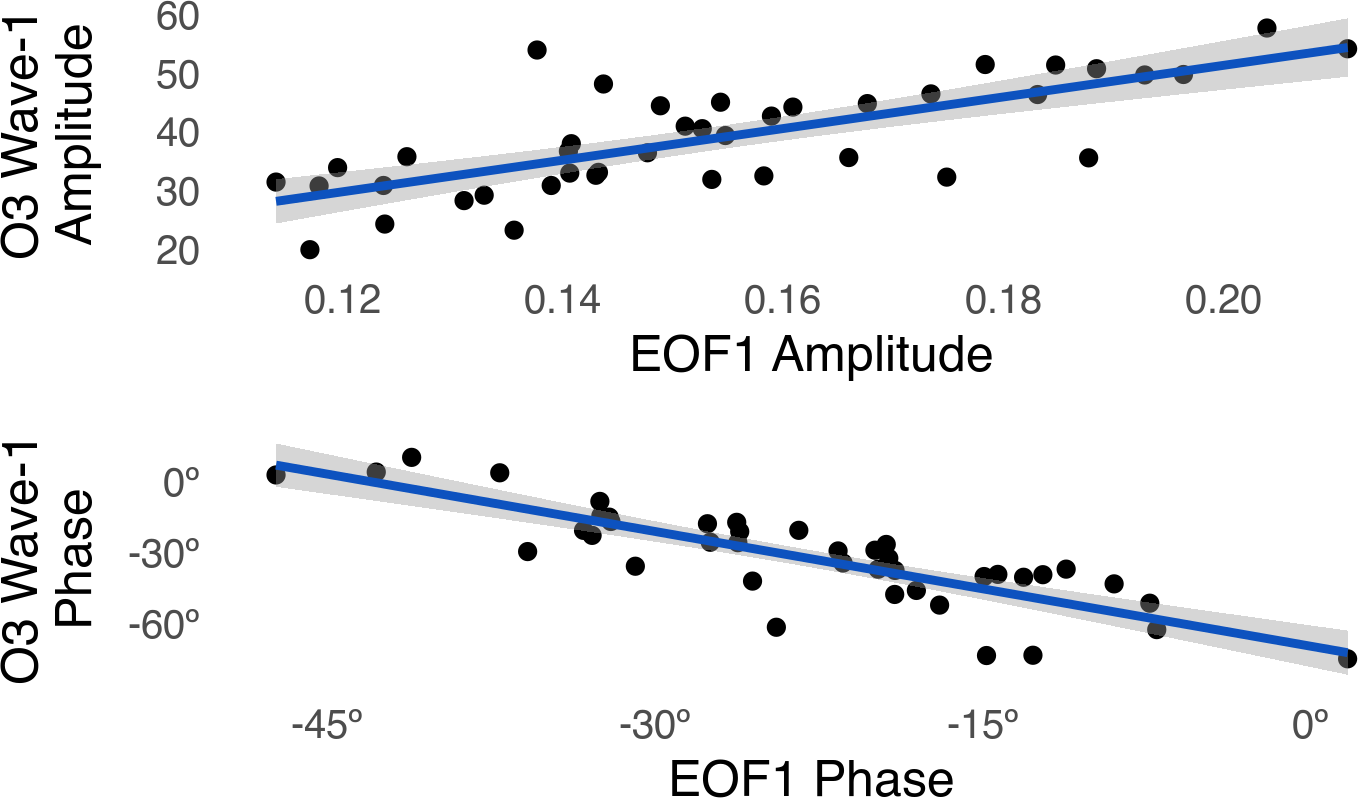 O3 Wave-1
Amplitude
60
50
40
30
20
0.12 0.14 0.16 0.18 0.20
EOF1 Amplitude
O3 Wave-1
Phase
0º
-30º
-60º
-45º -30º -15º 0º
EOF1 Phase